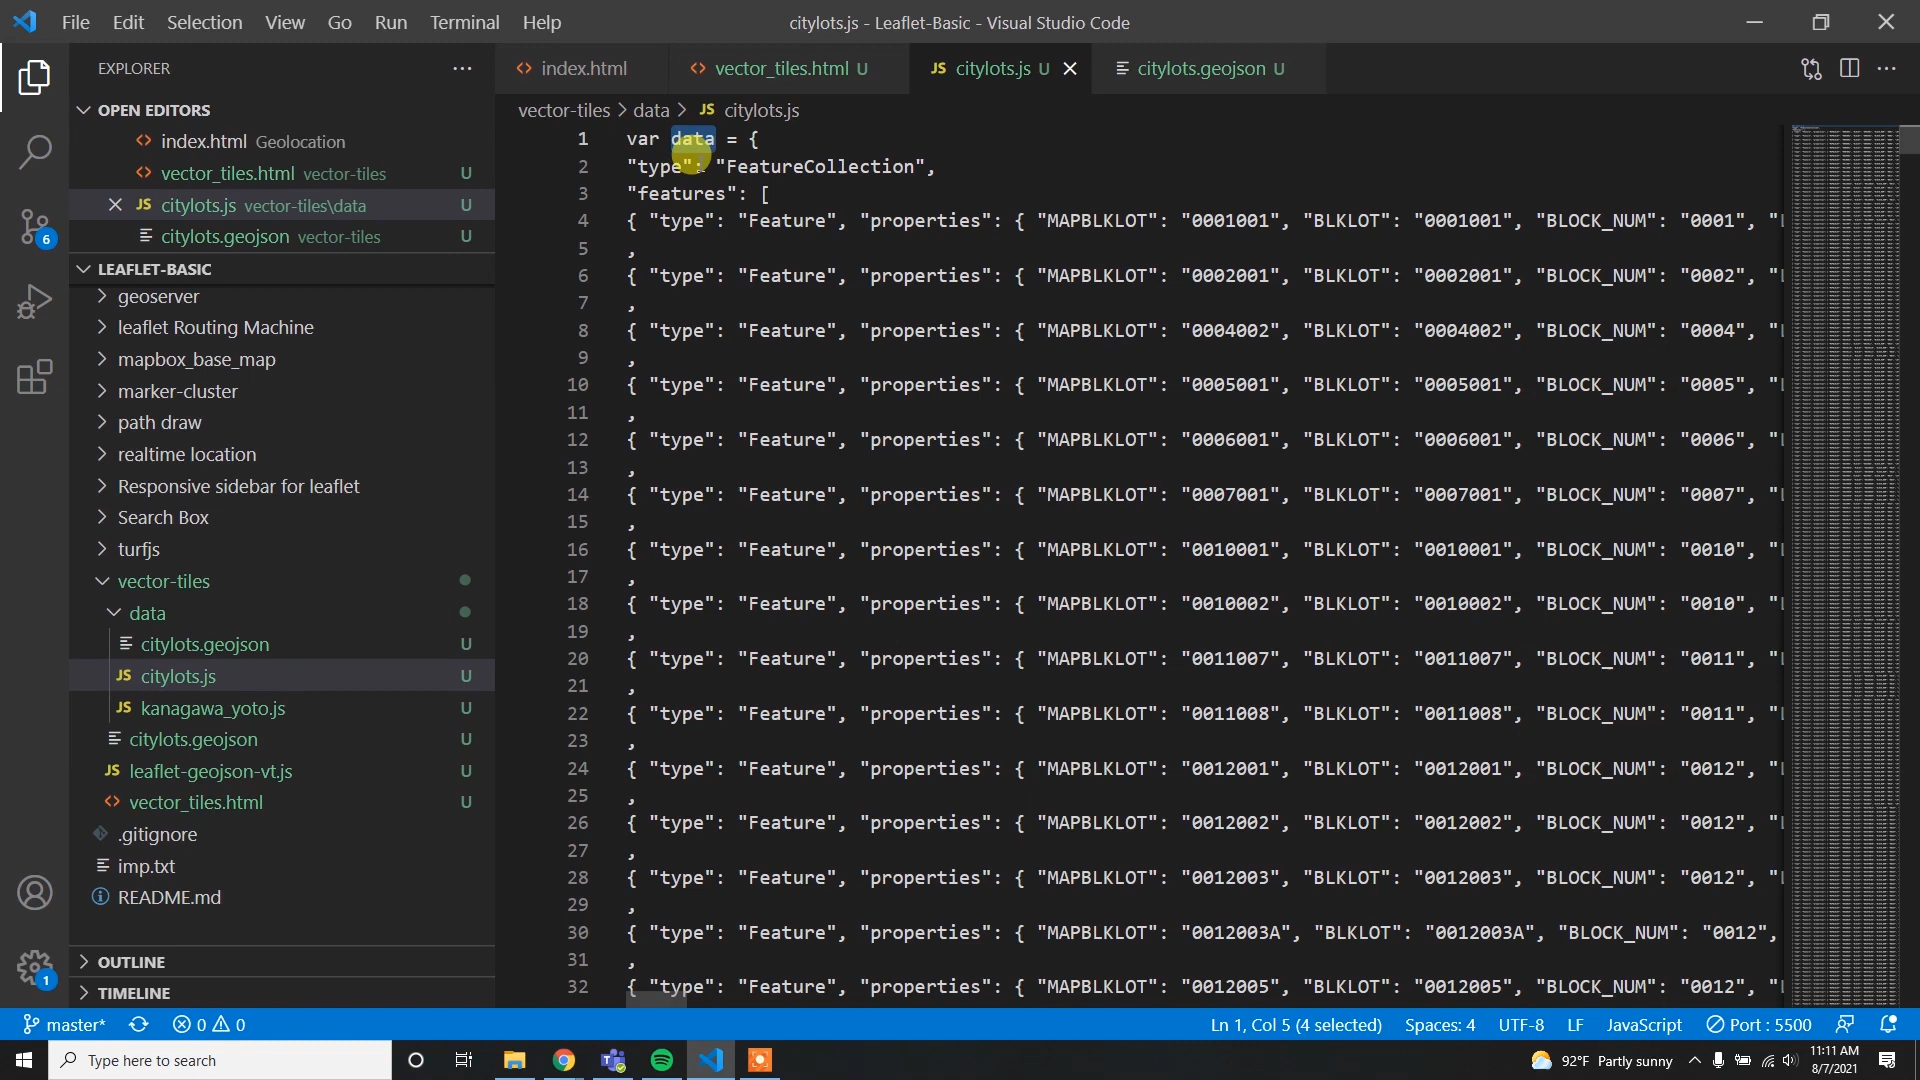 File Edit Selection View Go Run Terminal Help
citylots.js - Leaflet-Basic - Visual Studio Code
EXPLORER
OPEN EDITORS
index.html Geolocation
vector_tiles.html vector-tiles U
citylots.js vector-tiles\data U
citylots.geojson vector-tiles U
LEAFLET-BASIC
geoserver
leaflet Routing Machine
mapbox_base_map
marker-cluster
path draw
realtime location
Responsive sidebar for leaflet
Search Box
turfjs
vector-tiles
data
citylots.geojson U
JS citylots.js U
JS kanagawa_yoto.js U
citylots.geojson U
JS leaflet-geojson-vt.js U
vector_tiles.html U
.gitignore
imp.txt
README.md
OUTLINE
TIMELINE
6
1
index.html vector_tiles.html U JS citylots.js U citylots.geojson U
vector-tiles > data > JS citylots.js
1 var data = {
2 "type": "FeatureCollection",
3 "features": [
4 { "type": "Feature", "properties": { "MAPBLKLOT": "0001001", "BLKLOT": "0001001", "BLOCK_NUM": "0001", "L
5 ,
6 { "type": "Feature", "properties": { "MAPBLKLOT": "0002001", "BLKLOT": "0002001", "BLOCK_NUM": "0002", "L
7 ,
8 { "type": "Feature", "properties": { "MAPBLKLOT": "0004002", "BLKLOT": "0004002", "BLOCK_NUM": "0004", "L
9 ,
10 { "type": "Feature", "properties": { "MAPBLKLOT": "0005001", "BLKLOT": "0005001", "BLOCK_NUM": "0005", "L
11 ,
12 { "type": "Feature", "properties": { "MAPBLKLOT": "0006001", "BLKLOT": "0006001", "BLOCK_NUM": "0006", "L
13 ,
14 { "type": "Feature", "properties": { "MAPBLKLOT": "0007001", "BLKLOT": "0007001", "BLOCK_NUM": "0007", "L
15 ,
16 { "type": "Feature", "properties": { "MAPBLKLOT": "0010001", "BLKLOT": "0010001", "BLOCK_NUM": "0010", "L
17 ,
18 { "type": "Feature", "properties": { "MAPBLKLOT": "0010002", "BLKLOT": "0010002", "BLOCK_NUM": "0010", "L
19 ,
20 { "type": "Feature", "properties": { "MAPBLKLOT": "0011007", "BLKLOT": "0011007", "BLOCK_NUM": "0011", "L
21 ,
22 { "type": "Feature", "properties": { "MAPBLKLOT": "0011008", "BLKLOT": "0011008", "BLOCK_NUM": "0011", "L
23 ,
24 { "type": "Feature", "properties": { "MAPBLKLOT": "0012001", "BLKLOT": "0012001", "BLOCK_NUM": "0012", "L
25 ,
26 { "type": "Feature", "properties": { "MAPBLKLOT": "0012002", "BLKLOT": "0012002", "BLOCK_NUM": "0012", "L
27 ,
28 { "type": "Feature", "properties": { "MAPBLKLOT": "0012003", "BLKLOT": "0012003", "BLOCK_NUM": "0012", "L
29 ,
30 { "type": "Feature", "properties": { "MAPBLKLOT": "0012003A", "BLKLOT": "0012003A", "BLOCK_NUM": "0012",
31 ,
32 { "type": "Feature", "properties": { "MAPBLKLOT": "0012005", "BLKLOT": "0012005", "BLOCK_NUM": "0012", "L
master* 0 0 Ln 1, Col 5 (4 selected) Spaces: 4 UTF-8 LF JavaScript Port : 5500
Type here to search
92°F Partly sunny
11:11 AM
8/7/2021